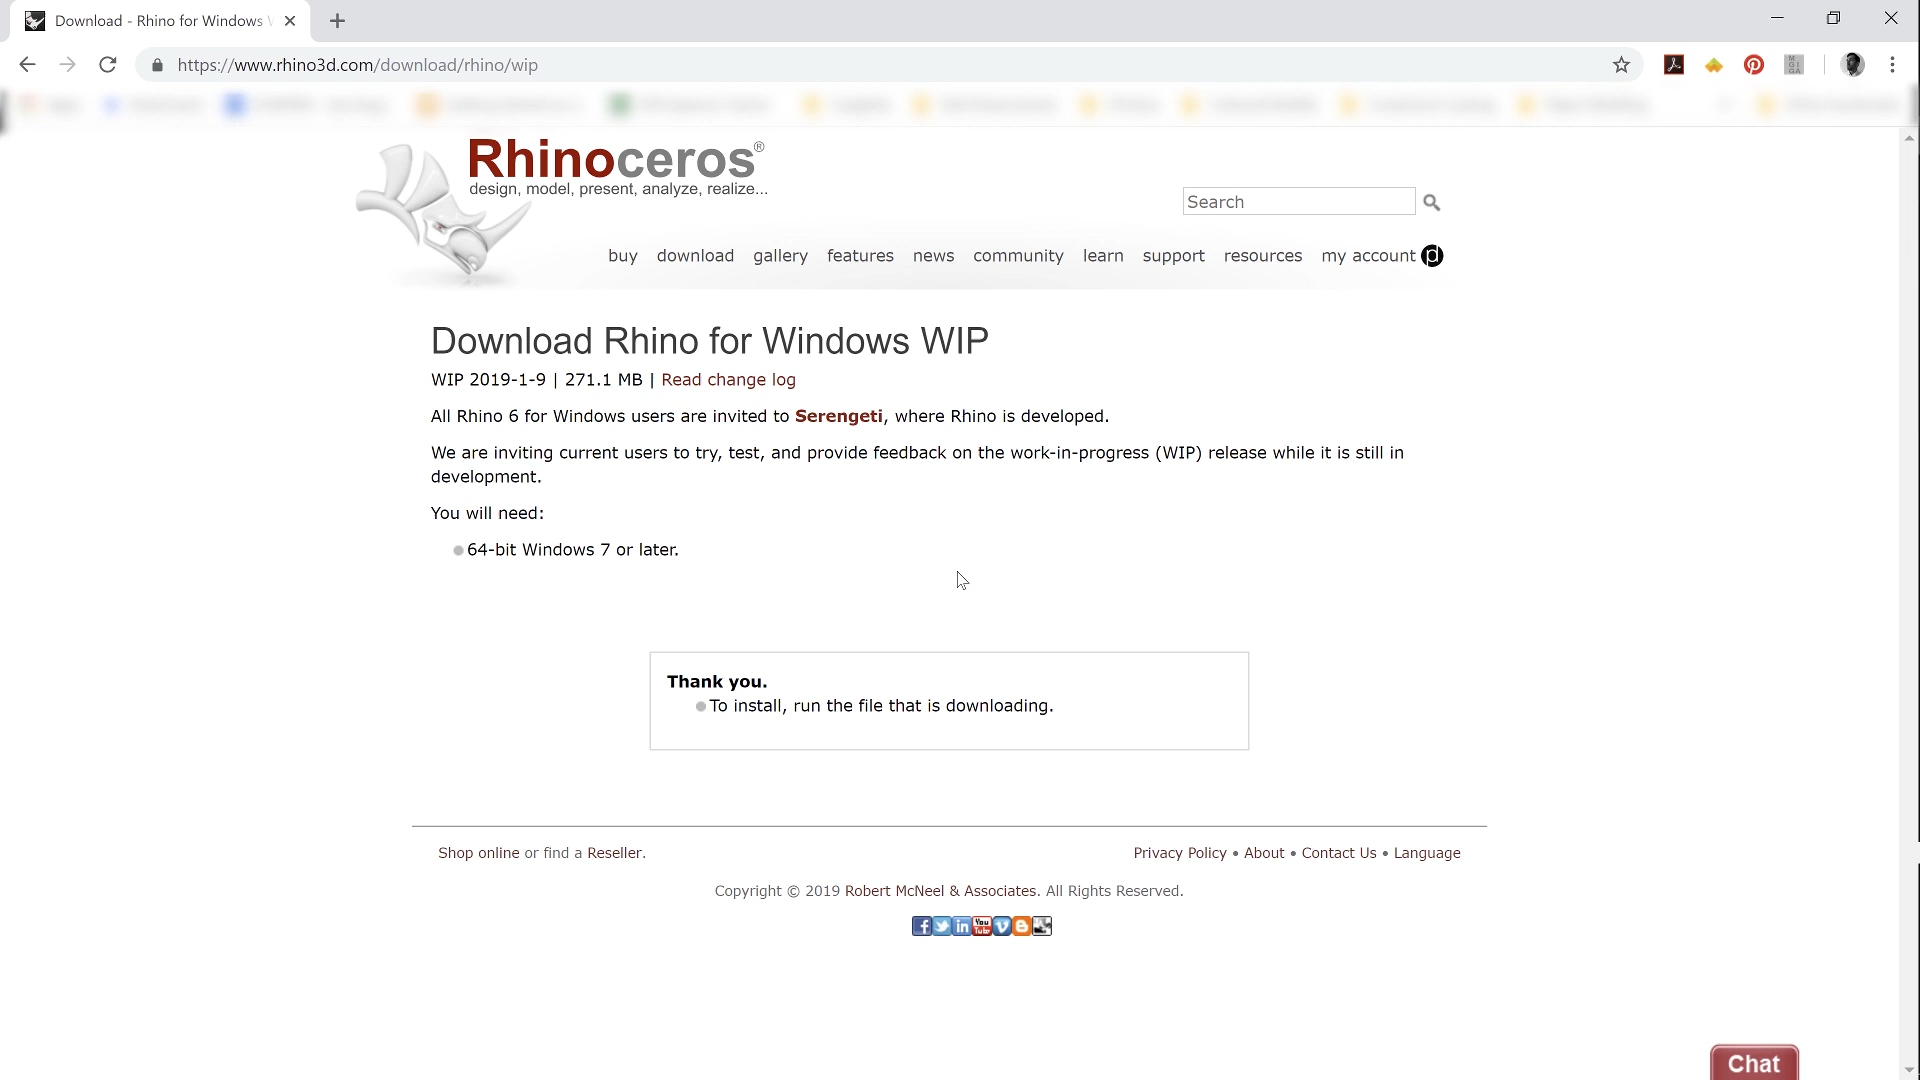 Download - Rhino for Windows
https://www.rhino3d.com/download/rhino/wip
Rhinoceros®
design, model, present, analyze, realize...
Search
buy download gallery features news community learn support resources my account
Download Rhino for Windows WIP
WIP 2019-1-9 | 271.1 MB | Read change log
All Rhino 6 for Windows users are invited to Serengeti, where Rhino is developed.
We are inviting current users to try, test, and provide feedback on the work-in-progress (WIP) release while it is still in
development.
You will need:
64-bit Windows 7 or later.
Thank you.
To install, run the file that is downloading.
Shop online or find a Reseller.
Privacy Policy • About • Contact Us • Language
Copyright © 2019 Robert McNeel & Associates. All Rights Reserved.
Chat